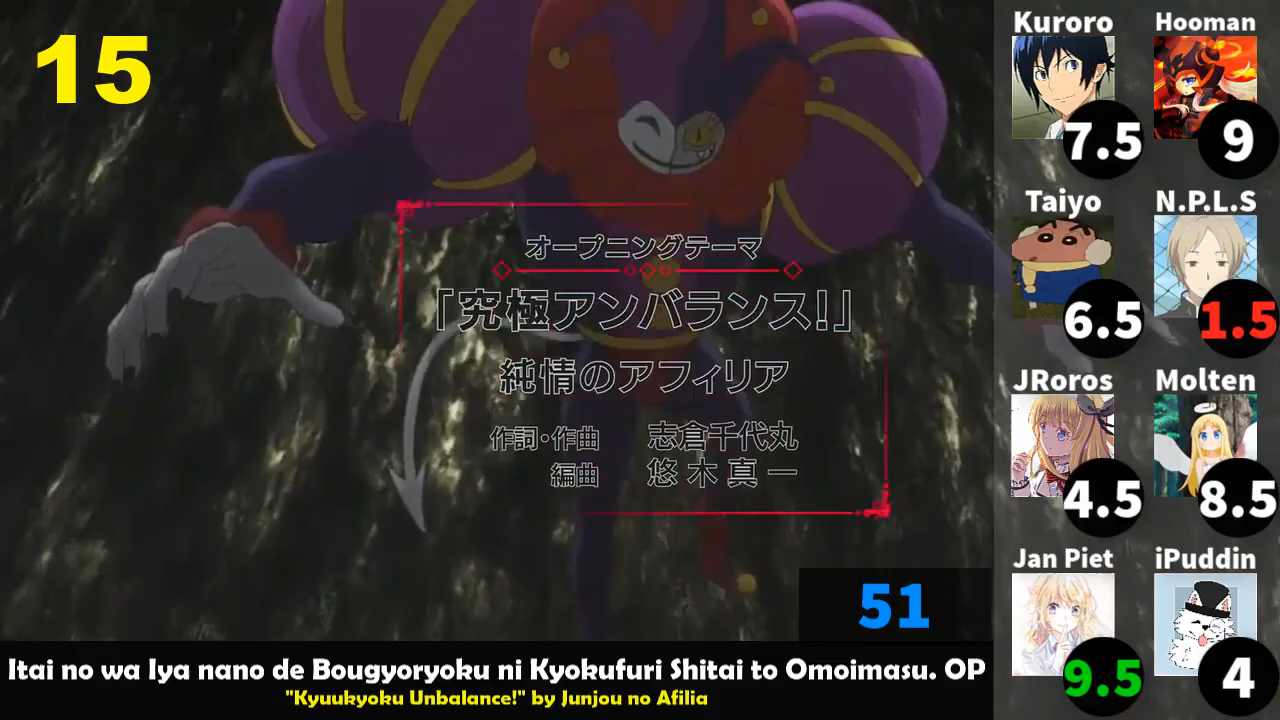 15
オープニングテーマ
「究極アンバランス!」
純情のアフィリア
作詞・作曲 志倉千代丸
編曲 悠木真一
51
Itai no wa Iya nano de Bougyoryoku ni Kyokufuri Shitai to Omoimasu. OP
"Kyuukyoku Unbalance!" by Junjou no Afilia
Kuroro Hooman
7.5 9
Taiyo N.P.L.S
6.5 1.5
JRoros Molten
4.5 8.5
Jan Piet iPuddin
9.5 4